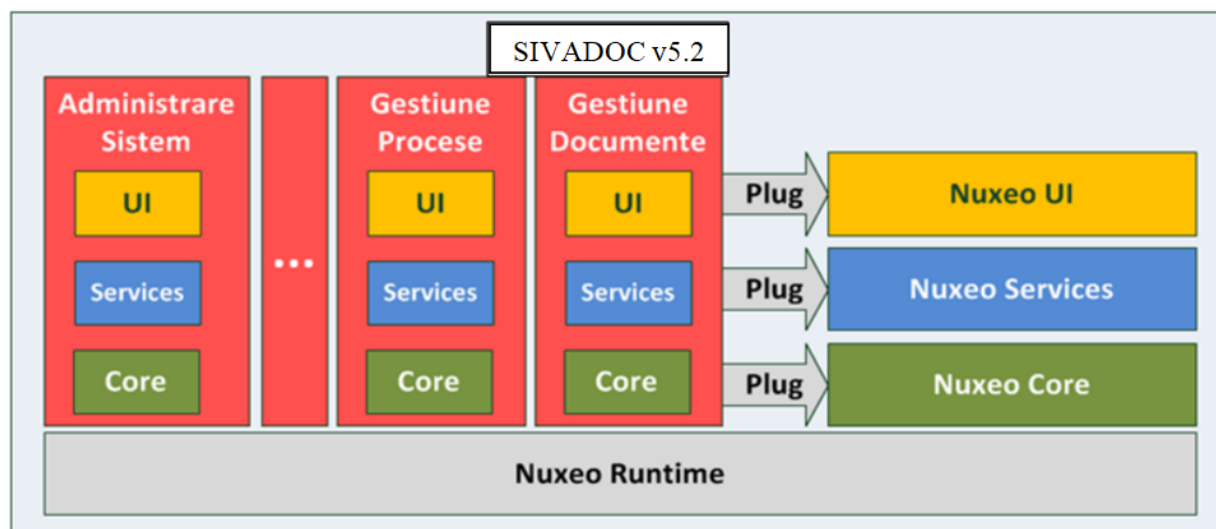 SIVADOC v5.2
Administrare
Sistem
UI
Services
Core
...
Gestiune
Procese
UI
Services
Core
Gestiune
Documente
UI
Services
Core
Plug
Plug
Plug
Nuxeo UI
Nuxeo Services
Nuxeo Core
Nuxeo Runtime